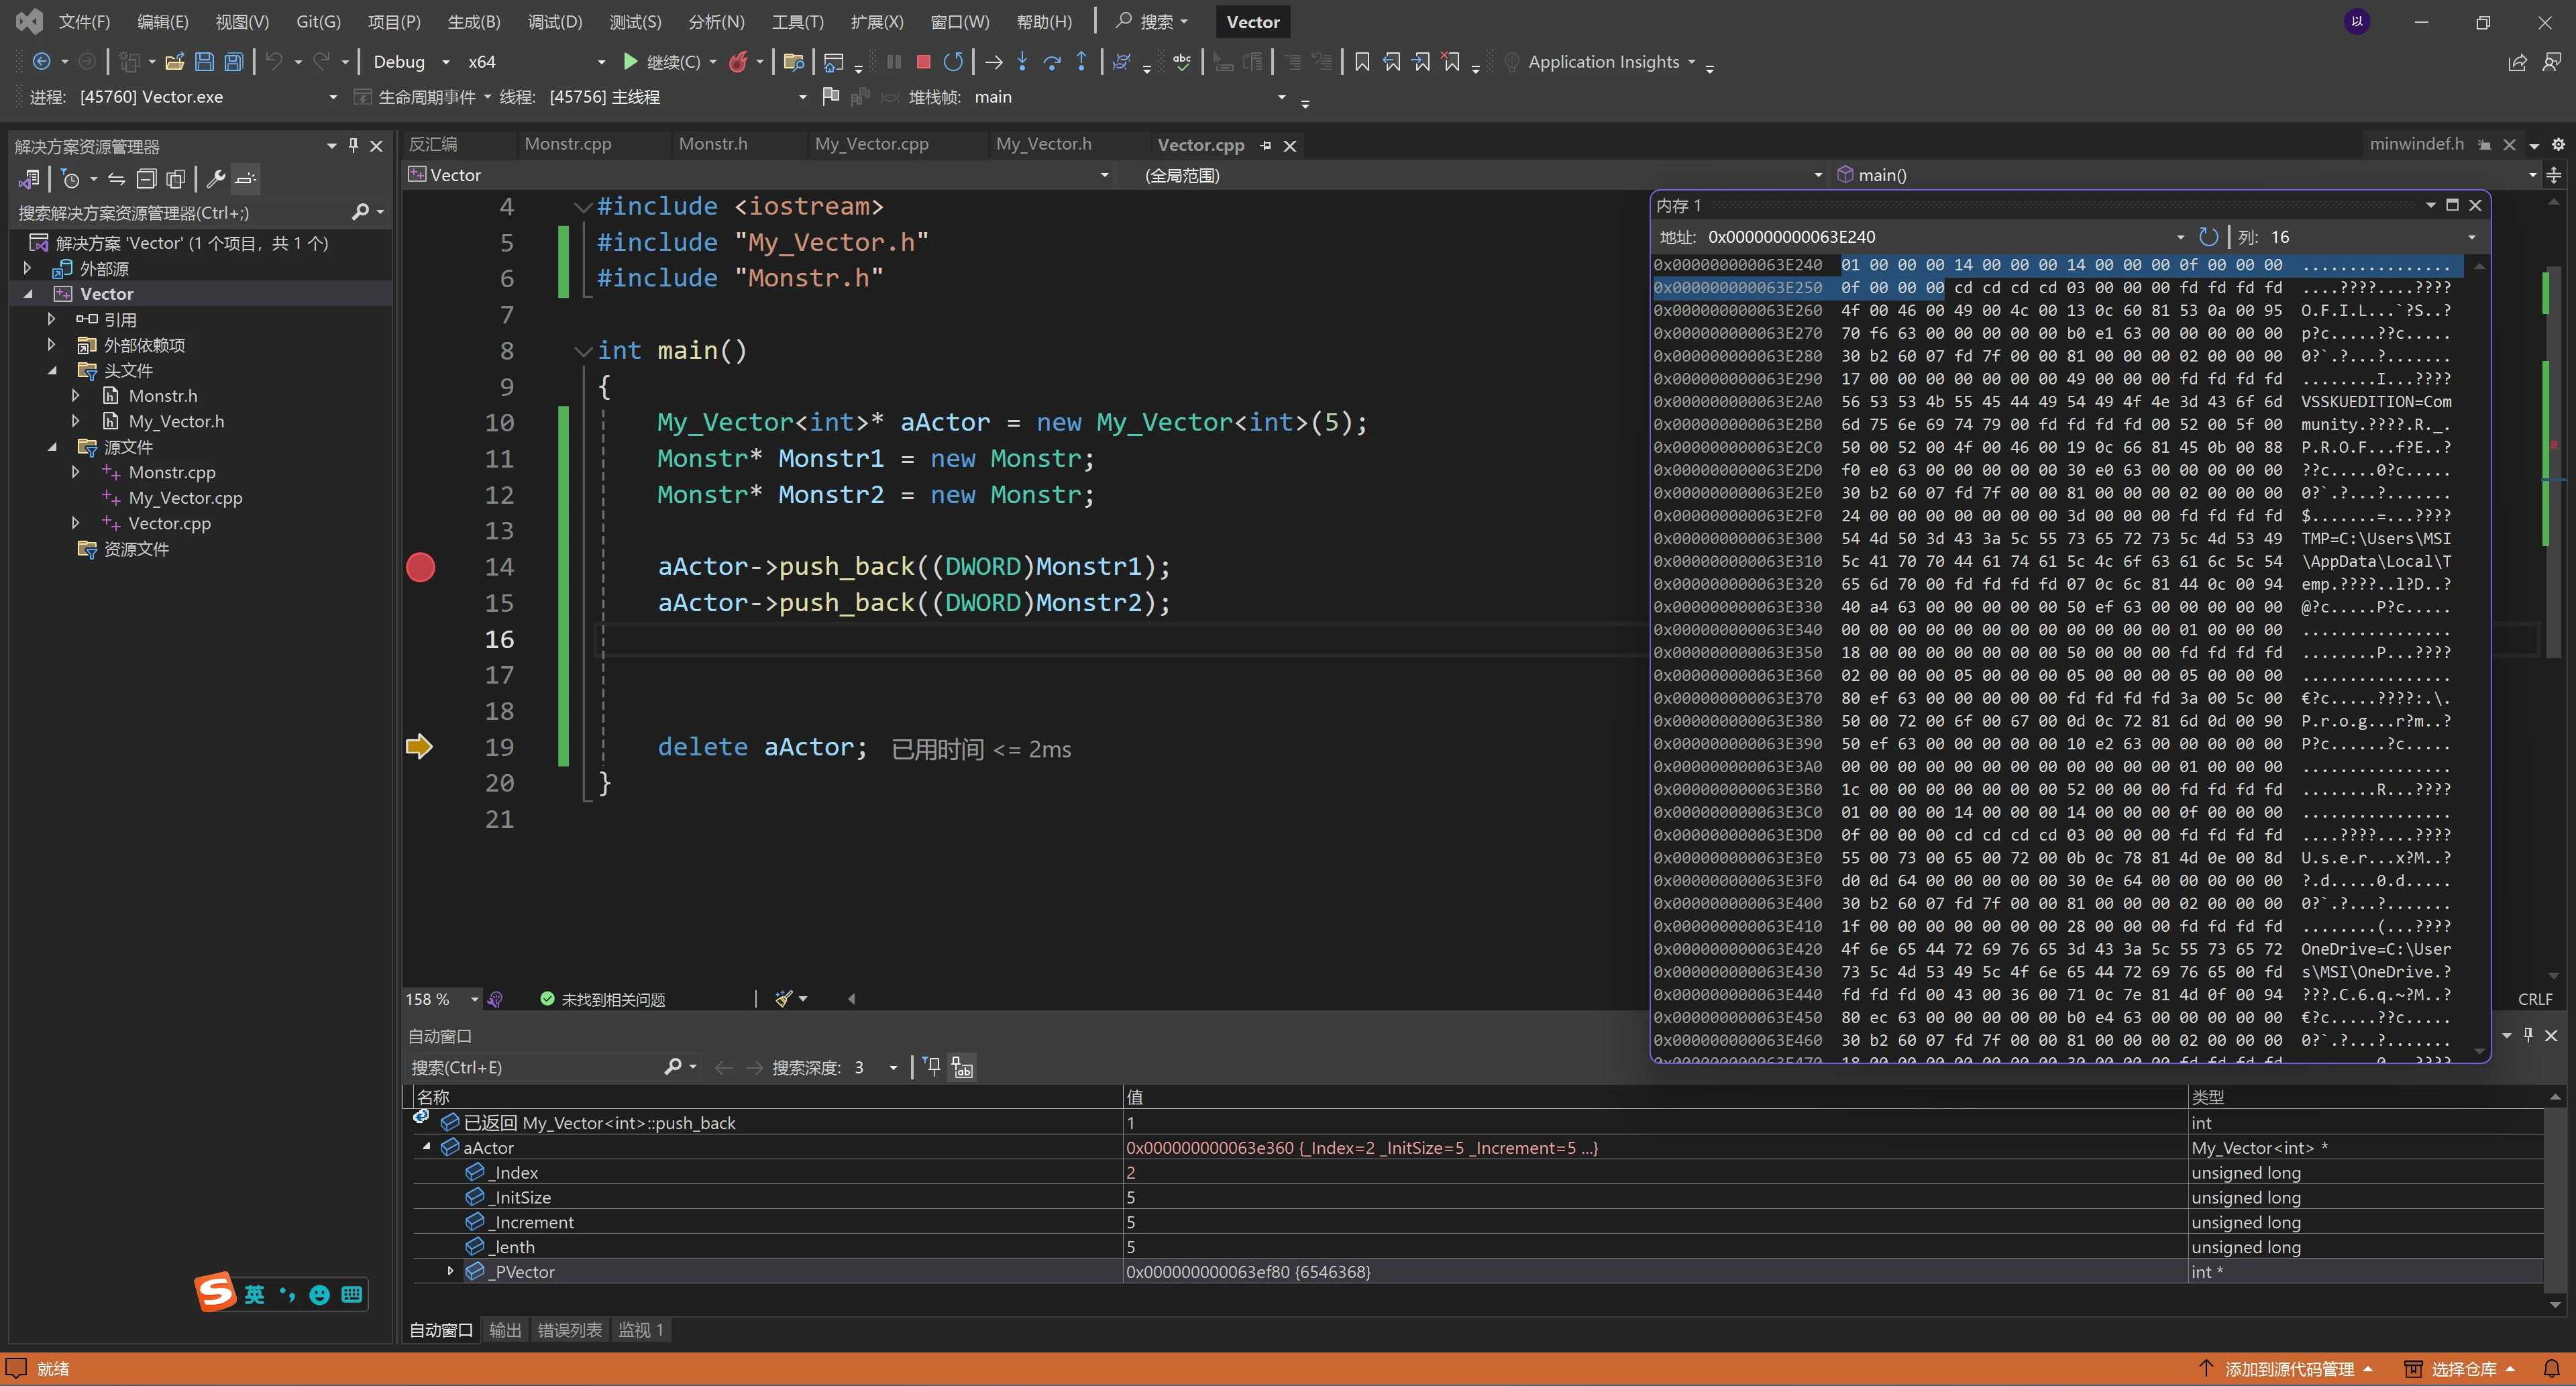 文件(F) 编辑(E) 视图(V) Git(G) 项目(P) 生成(B) 调试(D) 测试(S) 分析(N) 工具(T) 扩展(X) 窗口(W) 帮助(H) 搜索 Vector 以
Debug x64 继续(C) abc Application Insights
进程: [45760] Vector.exe 生命周期事件 线程: [45756] 主线程 堆栈帧: main
解决方案资源管理器
搜索解决方案资源管理器(Ctrl+;)
解决方案 'Vector' (1 个项目，共 1 个)
外部源
Vector
引用
外部依赖项
头文件
Monstr.h
My_Vector.h
源文件
Monstr.cpp
My_Vector.cpp
Vector.cpp
资源文件
反汇编 Monstr.cpp Monstr.h My_Vector.cpp My_Vector.h Vector.cpp minwindef.h
Vector (全局范围) main()
4 #include <iostream>
5 #include "My_Vector.h"
6 #include "Monstr.h"
7
8 int main()
9 {
10 My_Vector<int>* aActor = new My_Vector<int>(5);
11 Monstr* Monstr1 = new Monstr;
12 Monstr* Monstr2 = new Monstr;
13
14 aActor->push_back((DWORD)Monstr1);
15 aActor->push_back((DWORD)Monstr2);
16
17
18
19 delete aActor; 已用时间 <= 2ms
20 }
21
内存 1
地址: 0x000000000063E240 列: 16
0x000000000063E240 01 00 00 00 14 00 00 00 14 00 00 00 0f 00 00 00 ................
0x000000000063E250 0f 00 00 00 cd cd cd cd 03 00 00 00 fd fd fd fd ....????....????
0x000000000063E260 4f 00 46 00 49 00 4c 00 13 0c 60 81 53 0a 00 95 O.F.I.L...`?S..?
0x000000000063E270 70 f6 63 00 00 00 00 00 b0 e1 63 00 00 00 00 00 p?c.....??c.....
0x000000000063E280 30 b2 60 07 fd 7f 00 00 81 00 00 00 02 00 00 00 0?`.?...?.......
0x000000000063E290 17 00 00 00 00 00 00 00 49 00 00 00 fd fd fd fd ........I...????
0x000000000063E2A0 56 53 53 4b 55 45 44 49 54 49 4f 4e 3d 43 6f 6d VSSKUEDITION=Com
0x000000000063E2B0 6d 75 6e 69 74 79 00 fd fd fd fd 00 52 00 5f 00 munity.????.R._.
0x000000000063E2C0 50 00 52 00 4f 00 46 00 19 0c 66 81 45 0b 00 88 P.R.O.F...f?E..?
0x000000000063E2D0 f0 e0 63 00 00 00 00 00 30 e0 63 00 00 00 00 00 ??c.....0?c.....
0x000000000063E2E0 30 b2 60 07 fd 7f 00 00 81 00 00 00 02 00 00 00 0?`.?...?.......
0x000000000063E2F0 24 00 00 00 00 00 00 00 3d 00 00 00 fd fd fd fd $.......=...????
0x000000000063E300 54 4d 50 3d 43 3a 5c 55 73 65 72 73 5c 4d 53 49 TMP=C:\Users\MSI
0x000000000063E310 5c 41 70 70 44 61 74 61 5c 4c 6f 63 61 6c 5c 54 \AppData\Local\T
0x000000000063E320 65 6d 70 00 fd fd fd fd 07 0c 6c 81 44 0c 00 94 emp.????..l?D..?
0x000000000063E330 40 a4 63 00 00 00 00 00 50 ef 63 00 00 00 00 00 @?c.....P?c.....
0x000000000063E340 00 00 00 00 00 00 00 00 00 00 00 00 01 00 00 00 ................
0x000000000063E350 18 00 00 00 00 00 00 00 50 00 00 00 fd fd fd fd ........P...????
0x000000000063E360 02 00 00 00 05 00 00 00 05 00 00 00 05 00 00 00 ................
0x000000000063E370 80 ef 63 00 00 00 00 00 fd fd fd fd 3a 00 5c 00 €?c.....????:.\.
0x000000000063E380 50 00 72 00 6f 00 67 00 0d 0c 72 81 6d 0d 00 90 P.r.o.g...r?m..?
0x000000000063E390 50 ef 63 00 00 00 00 00 10 e2 63 00 00 00 00 00 P?c......?c.....
0x000000000063E3A0 00 00 00 00 00 00 00 00 00 00 00 00 01 00 00 00 ................
0x000000000063E3B0 1c 00 00 00 00 00 00 00 52 00 00 00 fd fd fd fd ........R...????
0x000000000063E3C0 01 00 00 00 14 00 00 00 14 00 00 00 0f 00 00 00 ................
0x000000000063E3D0 0f 00 00 00 cd cd cd cd 03 00 00 00 fd fd fd fd ....????....????
0x000000000063E3E0 55 00 73 00 65 00 72 00 0b 0c 78 81 4d 0e 00 8d U.s.e.r...x?M..?
0x000000000063E3F0 d0 0d 64 00 00 00 00 00 30 0e 64 00 00 00 00 00 ?.d.....0.d.....
0x000000000063E400 30 b2 60 07 fd 7f 00 00 81 00 00 00 02 00 00 00 0?`.?...?.......
0x000000000063E410 1f 00 00 00 00 00 00 00 28 00 00 00 fd fd fd fd ........(...????
0x000000000063E420 4f 6e 65 44 72 69 76 65 3d 43 3a 5c 55 73 65 72 OneDrive=C:\User
0x000000000063E430 73 5c 4d 53 49 5c 4f 6e 65 44 72 69 76 65 00 fd s\MSI\OneDrive.?
0x000000000063E440 fd fd fd 00 43 00 36 00 71 0c 7e 81 4d 0f 00 94 ???.C.6.q.~?M..?
0x000000000063E450 80 ec 63 00 00 00 00 00 b0 e4 63 00 00 00 00 00 €?c.....??c.....
0x000000000063E460 30 b2 60 07 fd 7f 00 00 81 00 00 00 02 00 00 00 0?`.?...?.......
0x000000000063E470 18 00 00 00 00 00 00 00 30 00 00 00 fd fd fd fd ........0...????
158 % 未找到相关问题 CRLF
自动窗口
搜索(Ctrl+E) 搜索深度: 3
名称 值 类型
已返回 My_Vector<int>::push_back 1 int
aActor 0x000000000063e360 {_Index=2 _InitSize=5 _Increment=5 ...} My_Vector<int> *
_Index 2 unsigned long
_InitSize 5 unsigned long
_Increment 5 unsigned long
_lenth 5 unsigned long
_PVector 0x000000000063ef80 {6546368} int *
S 英
自动窗口 输出 错误列表 监视 1
就绪 添加到源代码管理 选择仓库